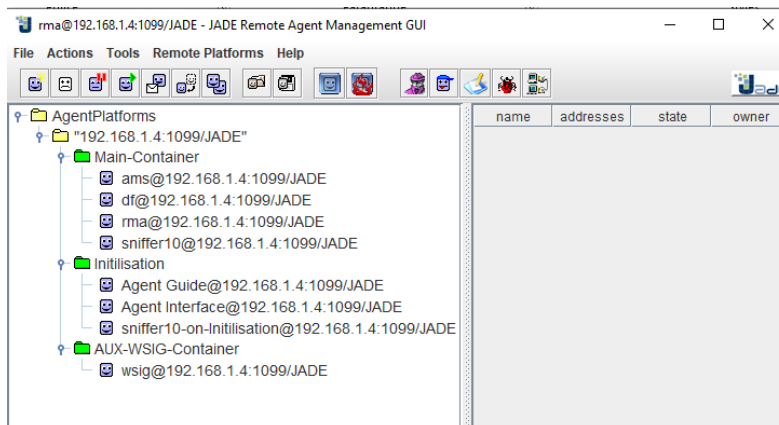 rma@192.168.1.4:1099/JADE - JADE Remote Agent Management GUI
File Actions Tools Remote Platforms Help
Jade
AgentPlatforms
"192.168.1.4:1099/JADE"
Main-Container
ams@192.168.1.4:1099/JADE
df@192.168.1.4:1099/JADE
rma@192.168.1.4:1099/JADE
sniffer10@192.168.1.4:1099/JADE
Initilisation
Agent Guide@192.168.1.4:1099/JADE
Agent Interface@192.168.1.4:1099/JADE
sniffer10-on-Initilisation@192.168.1.4:1099/JADE
AUX-WSIG-Container
wsig@192.168.1.4:1099/JADE
name addresses state owner